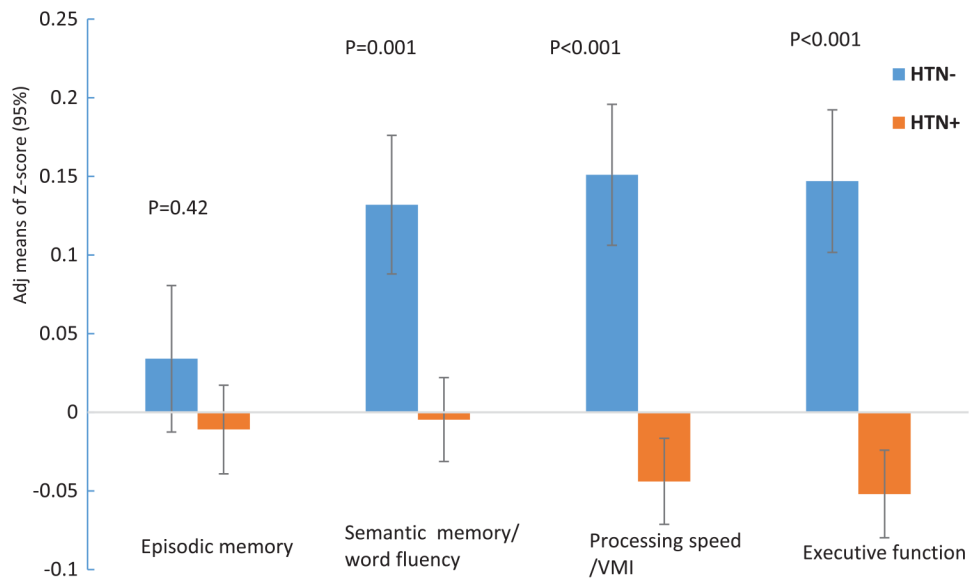 0.25
P=0.001
P<0.001
P<0.001
HTN-
HTN+
0.2
0.15
P=0.42
0.1
0.05
0
-0.05
-0.1
Adj means of Z-score (95%)
Episodic memory
Semantic memory/
word fluency
Processing speed
/VMI
Executive function